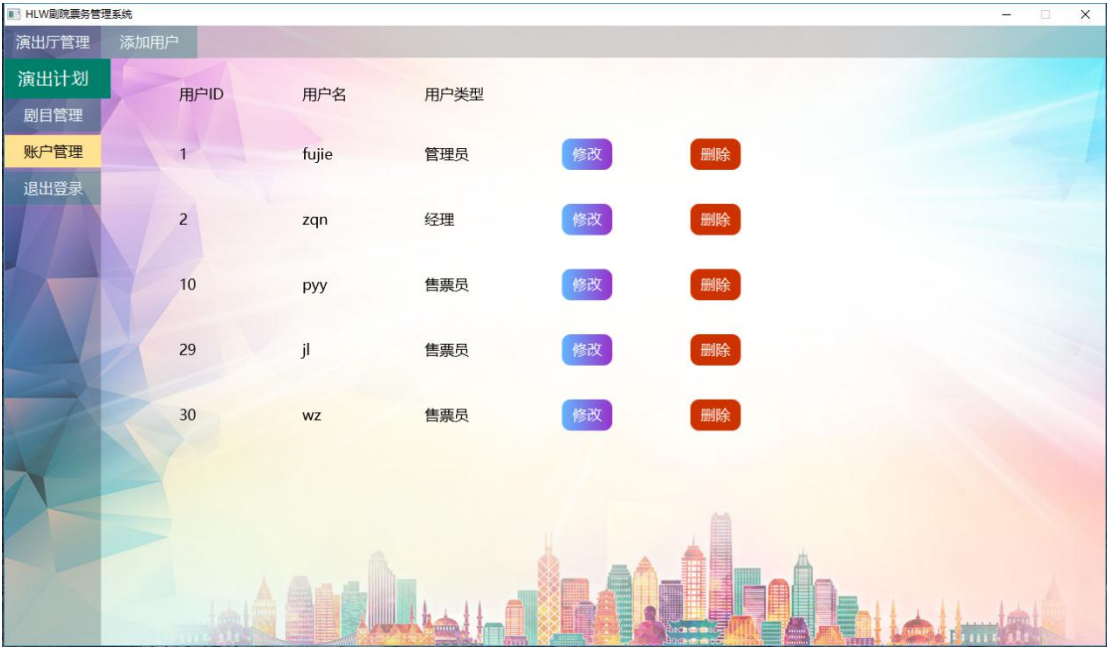 HLW剧院票务管理系统
演出厅管理 添加用户
演出计划
剧目管理
账户管理
退出登录
用户ID 用户名 用户类型
1 fujie 管理员 修改 删除
2 zqn 经理 修改 删除
10 pyy 售票员 修改 删除
29 jl 售票员 修改 删除
30 wz 售票员 修改 删除